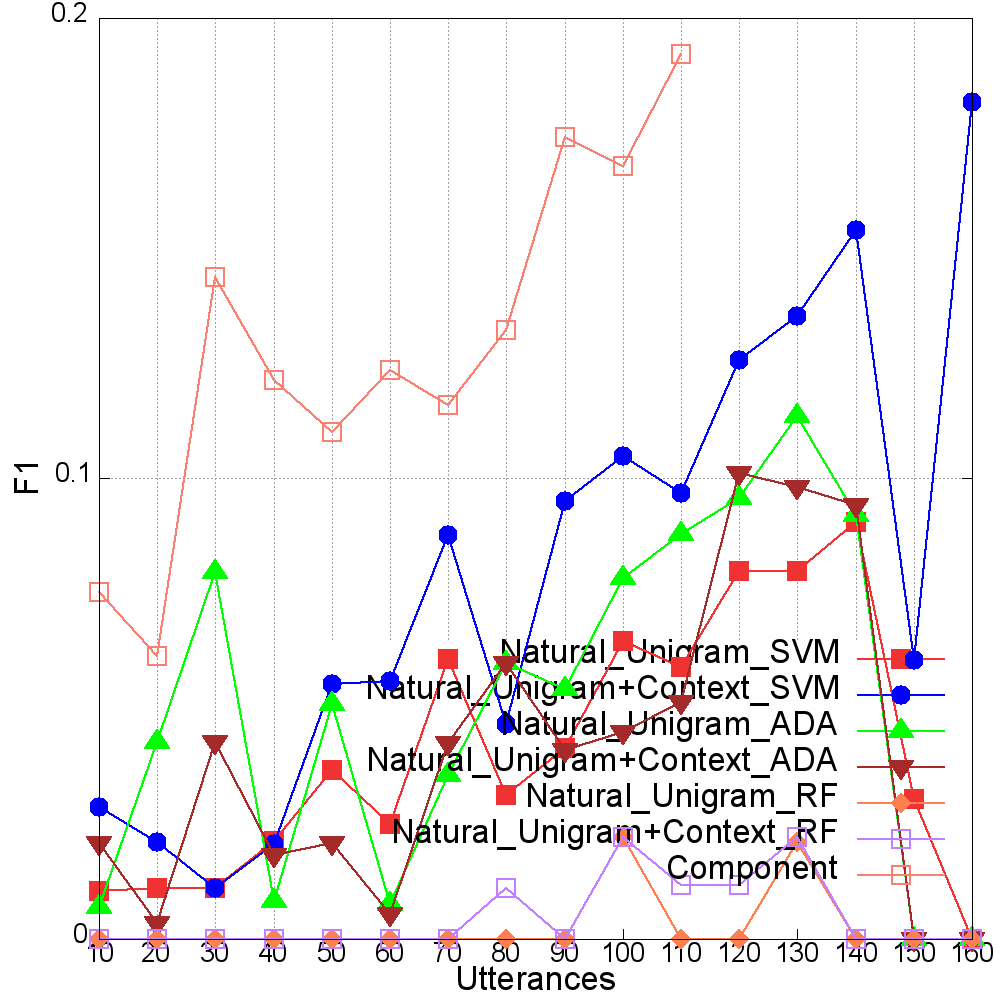 0.2
F1
0.1
Natural_Unigram_SVM
Natural_Unigram+Context_SVM
Natural_Unigram_ADA
Natural_Unigram+Context_ADA
Natural_Unigram_RF
Natural_Unigram+Context_RF
Component
0
10 20 30 40 50 60 70 80 90 100 110 120 130 140 150 160
Utterances